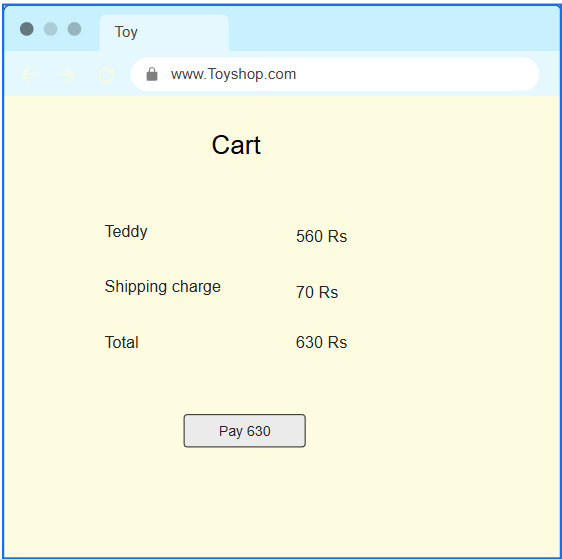 Toy
www.Toyshop.com
Cart
Teddy 560 Rs
Shipping charge 70 Rs
Total 630 Rs
Pay 630